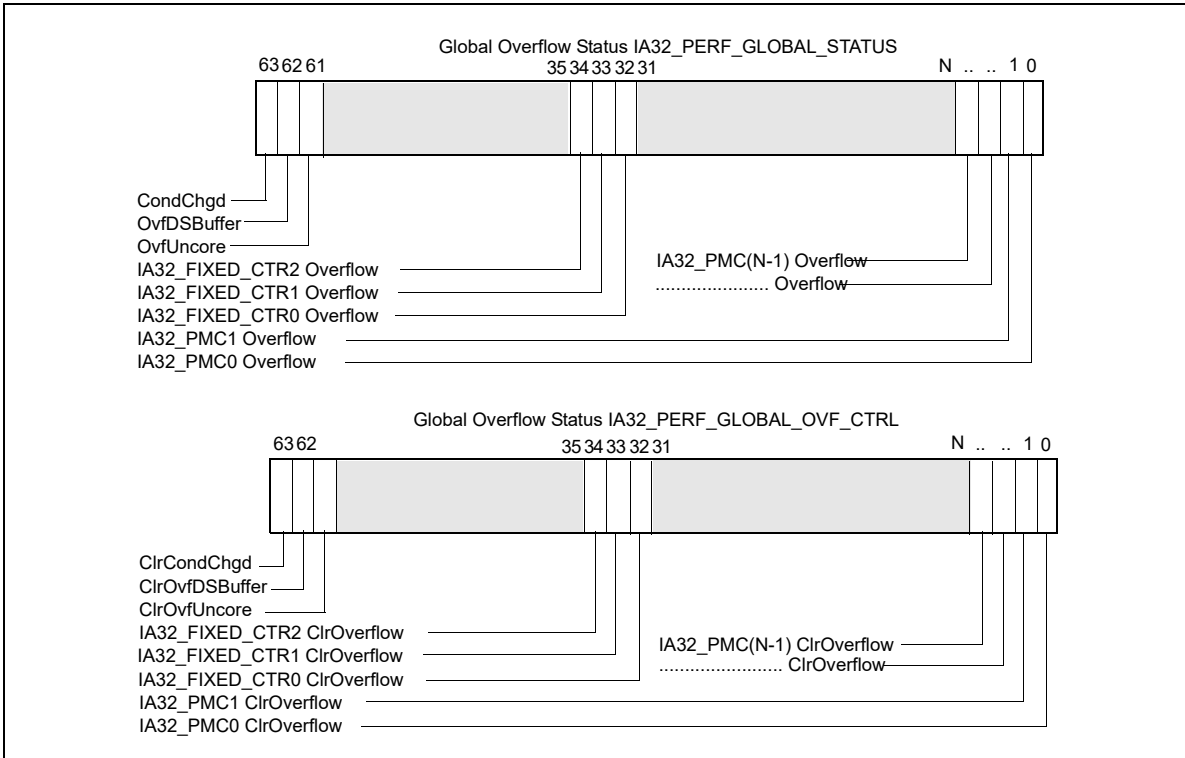 Global Overflow Status IA32_PERF_GLOBAL_STATUS
63 62 61 35 34 33 32 31 N .. .. 1 0
CondChgd
OvfDSBuffer
OvfUncore
IA32_FIXED_CTR2 Overflow
IA32_FIXED_CTR1 Overflow
IA32_FIXED_CTR0 Overflow
IA32_PMC1 Overflow
IA32_PMC0 Overflow
IA32_PMC(N-1) Overflow
...................... Overflow
Global Overflow Status IA32_PERF_GLOBAL_OVF_CTRL
63 62 35 34 33 32 31 N .. .. 1 0
ClrCondChgd
ClrOvfDSBuffer
ClrOvfUncore
IA32_FIXED_CTR2 ClrOverflow
IA32_FIXED_CTR1 ClrOverflow
IA32_FIXED_CTR0 ClrOverflow
IA32_PMC1 ClrOverflow
IA32_PMC0 ClrOverflow
IA32_PMC(N-1) ClrOverflow
........................ ClrOverflow